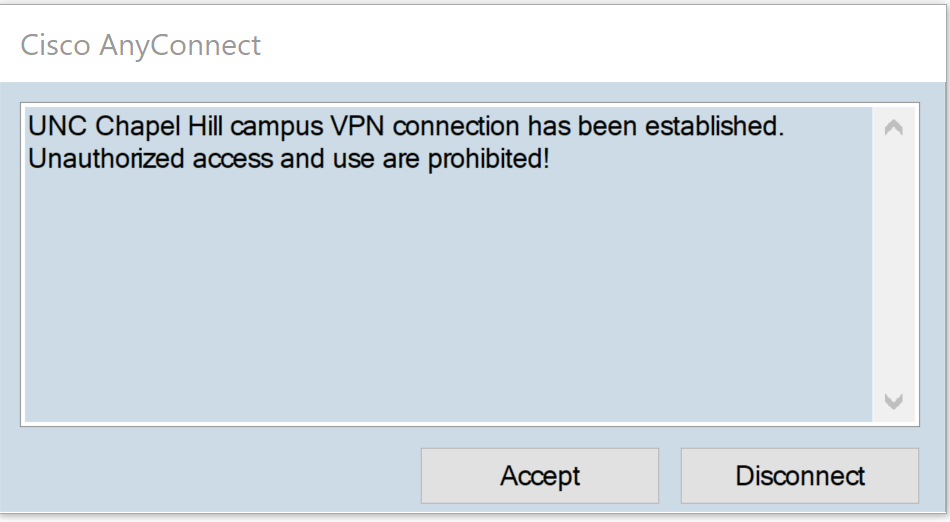 Cisco AnyConnect
UNC Chapel Hill campus VPN connection has been established.
Unauthorized access and use are prohibited!
Accept
Disconnect